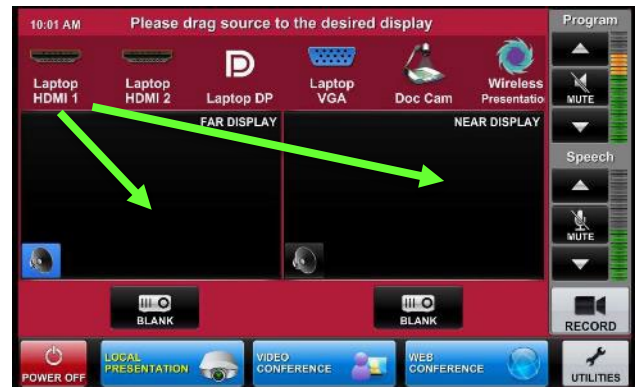 10:01 AM
Please drag source to the desired display
Program
Laptop
HDMI 1
Laptop
HDMI 2
Laptop DP
Laptop
VGA
Doc Cam
Wireless
Presentatio
MUTE
FAR DISPLAY
NEAR DISPLAY
Speech
MUTE
BLANK
BLANK
RECORD
POWER OFF
LOCAL
PRESENTATION
VIDEO
CONFERENCE
WEB
CONFERENCE
UTILITIES